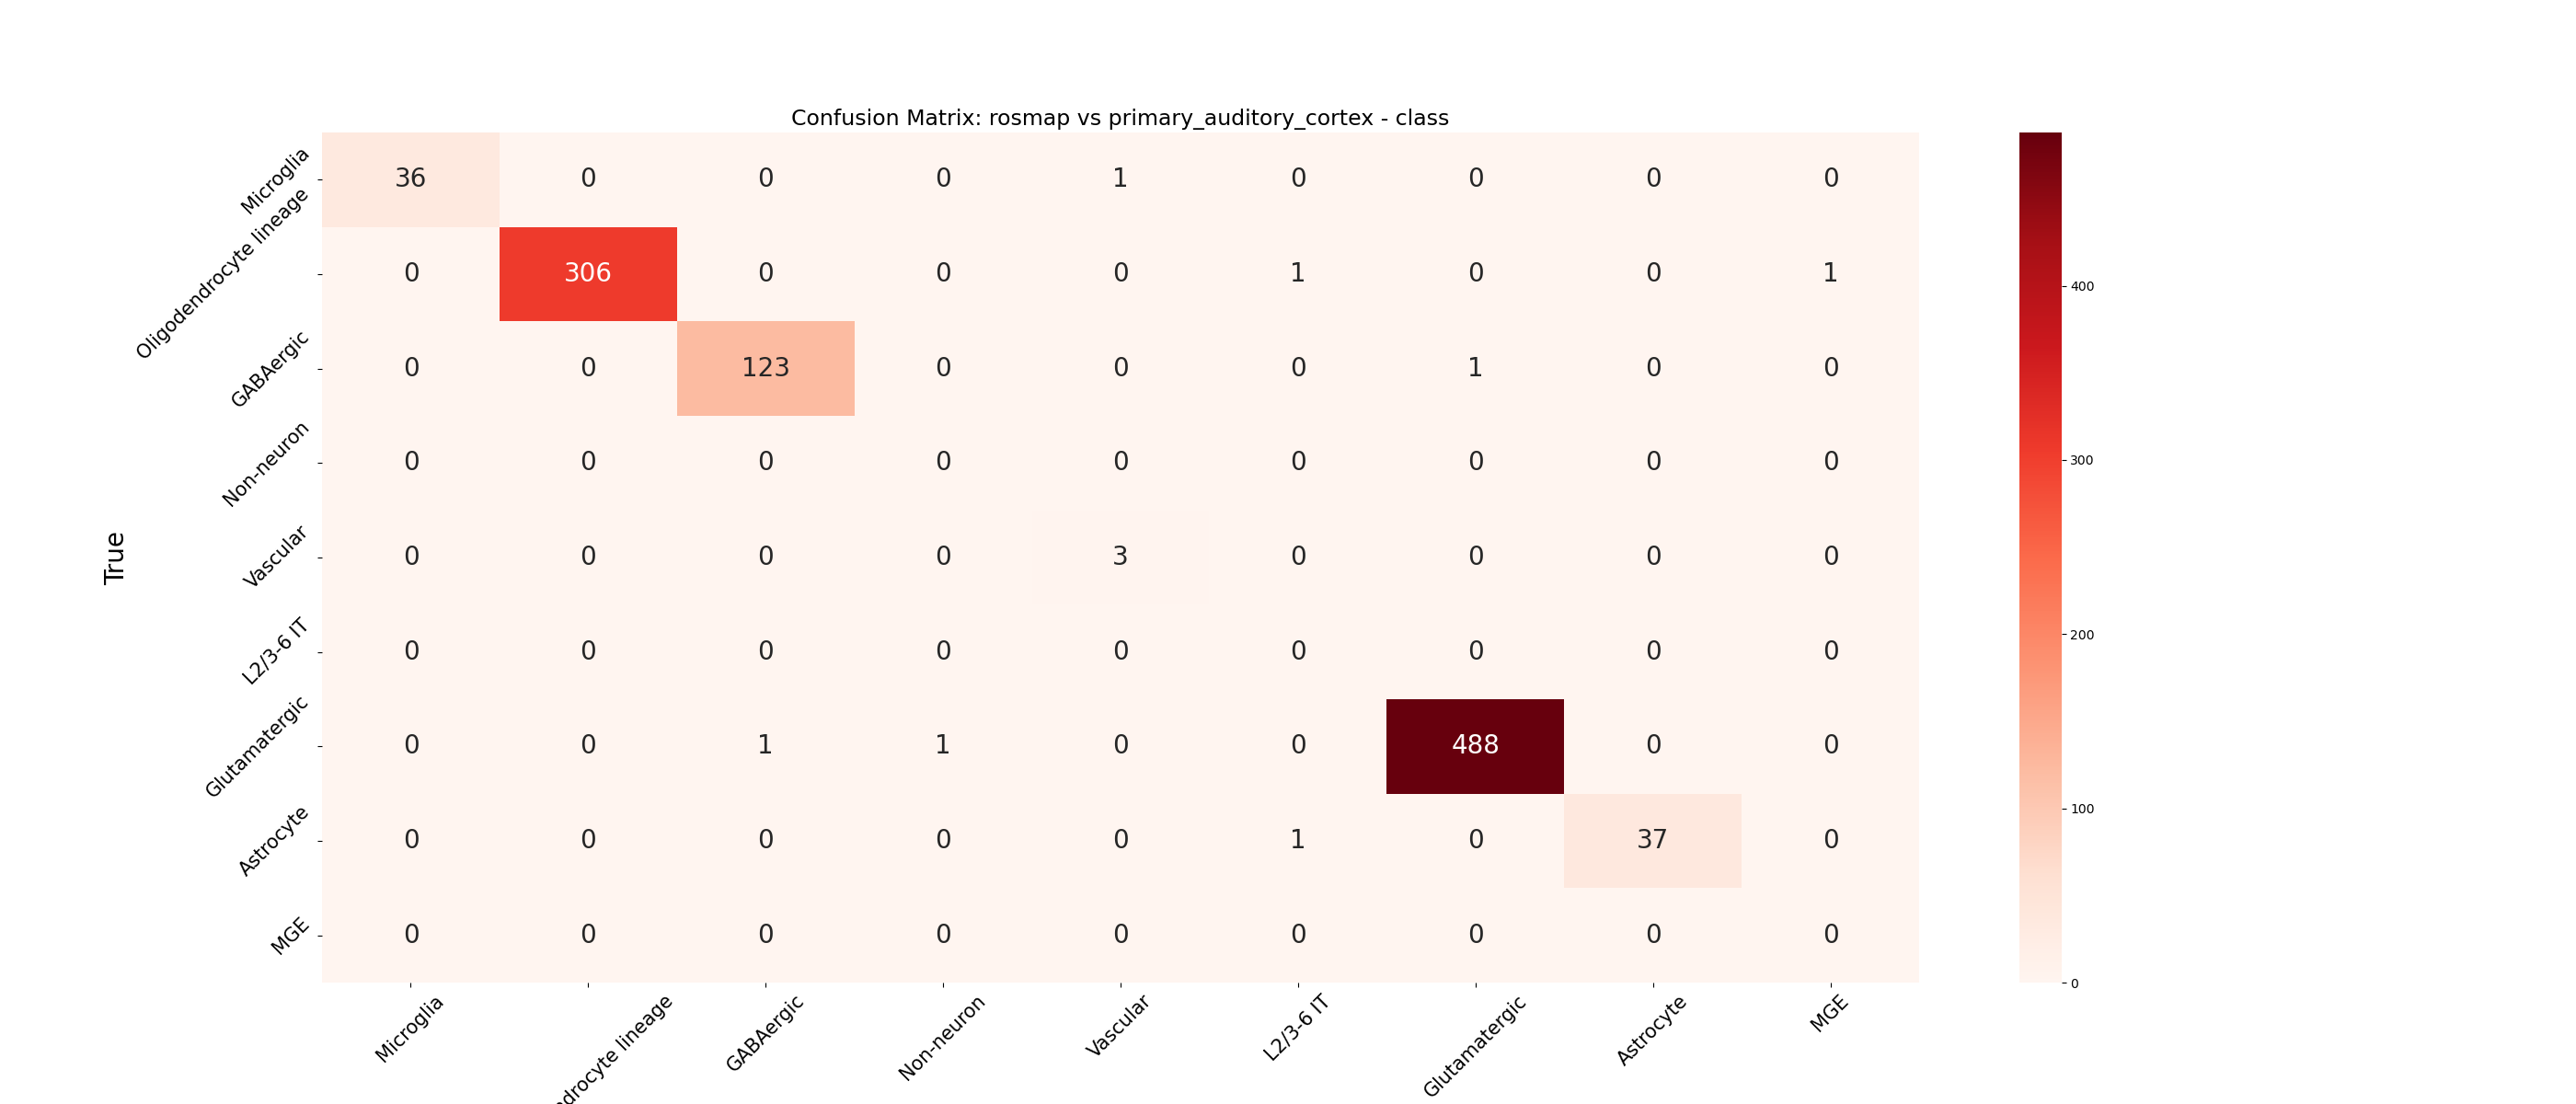 Confusion Matrix: rosmap vs primary_auditory_cortex - class
True
Microglia 36 0 0 0 1 0 0 0 0
Oligodendrocyte lineage 0 306 0 0 0 1 0 0 1
GABAergic 0 0 123 0 0 0 1 0 0
Non-neuron 0 0 0 0 0 0 0 0 0
Vascular 0 0 0 0 3 0 0 0 0
L2/3-6 IT 0 0 0 0 0 0 0 0 0
Glutamatergic 0 0 1 1 0 0 488 0 0
Astrocyte 0 0 0 0 0 1 0 37 0
MGE 0 0 0 0 0 0 0 0 0
Microglia lineage GABAergic Non-neuron Vascular L2/3-6 IT Glutamatergic Astrocyte MGE
400
300
200
100
0